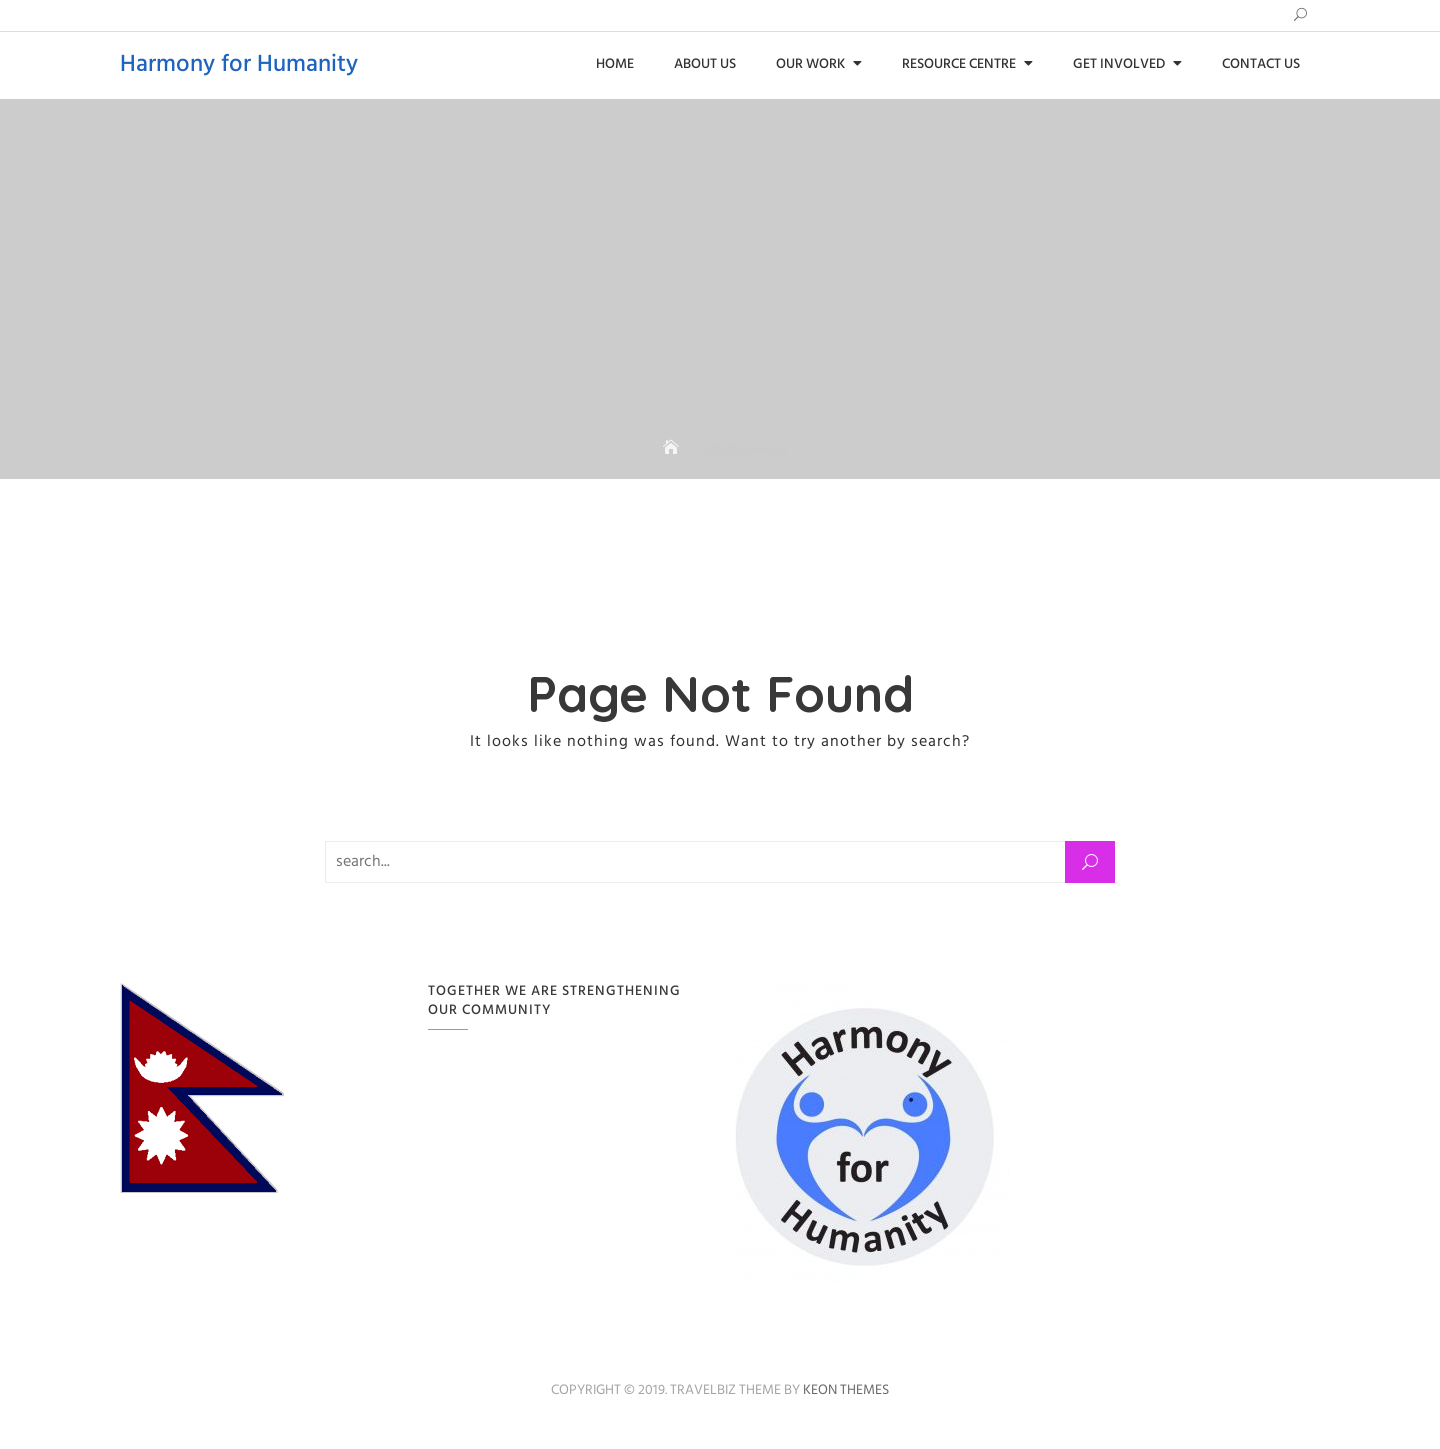 Harmony for Humanity
HOME
ABOUT US
OUR WORK
RESOURCE CENTRE
GET INVOLVED
CONTACT US
Page Not Found
It looks like nothing was found. Want to try another by search?
search...
TOGETHER WE ARE STRENGTHENING
OUR COMMUNITY
Harmony
for
Humanity
COPYRIGHT © 2019. TRAVELBIZ THEME BY KEON THEMES